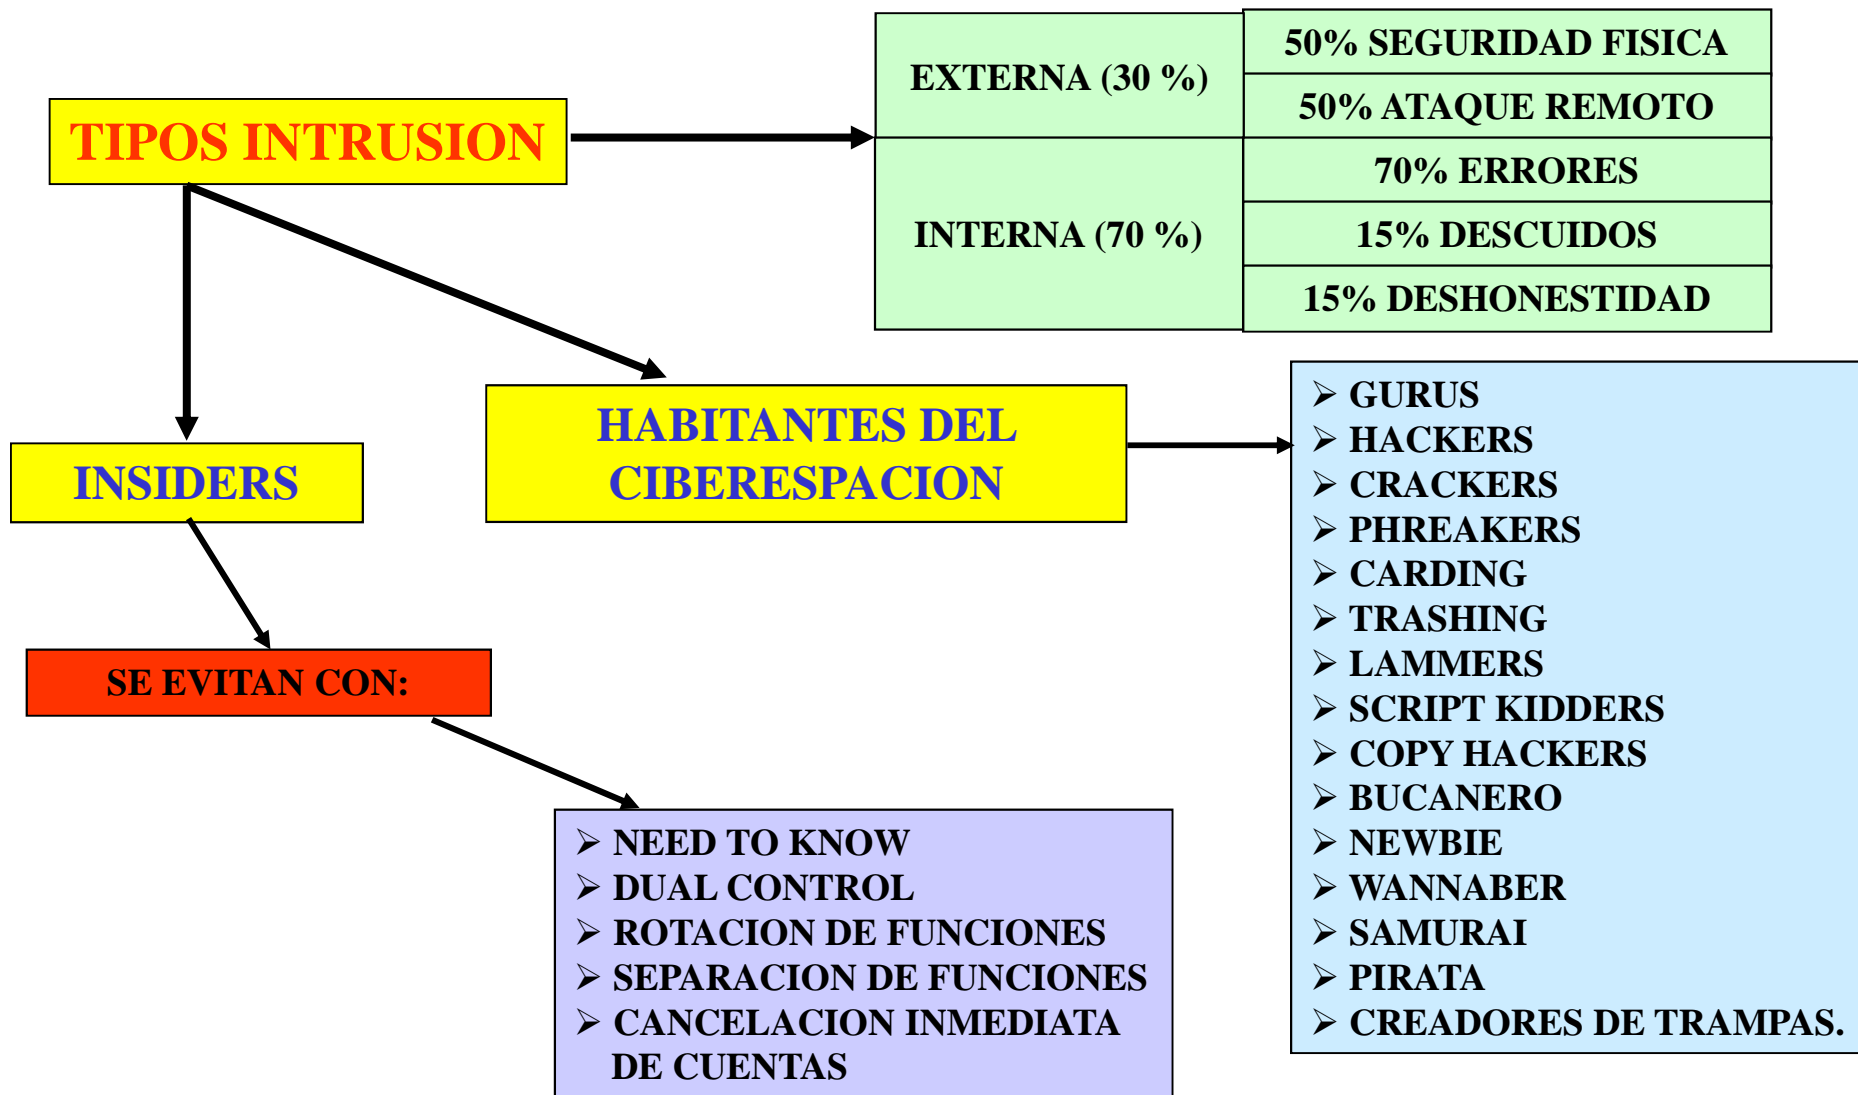 TIPOS INTRUSION
EXTERNA (30 %)
50% SEGURIDAD FISICA
50% ATAQUE REMOTO
INTERNA (70 %)
70% ERRORES
15% DESCUIDOS
15% DESHONESTIDAD
INSIDERS
HABITANTES DEL
CIBERESPACION
➢ GURUS
➢ HACKERS
➢ CRACKERS
➢ PHREAKERS
➢ CARDING
➢ TRASHING
➢ LAMMERS
➢ SCRIPT KIDDERS
➢ COPY HACKERS
➢ BUCANERO
➢ NEWBIE
➢ WANNABER
➢ SAMURAI
➢ PIRATA
➢ CREADORES DE TRAMPAS.
SE EVITAN CON:
➢ NEED TO KNOW
➢ DUAL CONTROL
➢ ROTACION DE FUNCIONES
➢ SEPARACION DE FUNCIONES
➢ CANCELACION INMEDIATA
DE CUENTAS